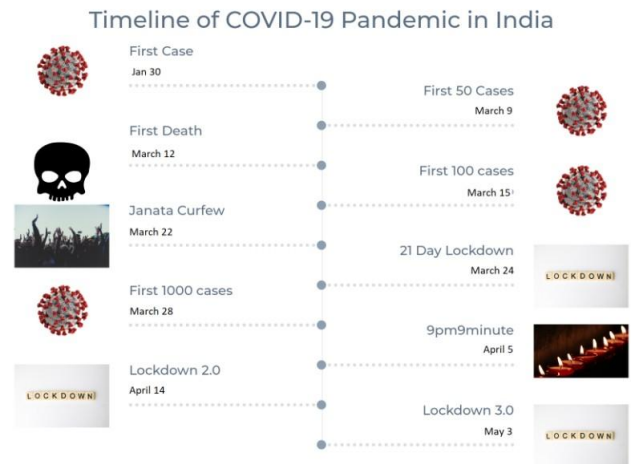 Timeline of COVID-19 Pandemic in India
First Case
Jan 30
First 50 Cases
March 9
First Death
March 12
First 100 cases
March 15
Janata Curfew
March 22
21 Day Lockdown
March 24
LOCKDOWN
First 1000 cases
March 28
9pm9minute
April 5
Lockdown 2.0
April 14
LOCKDOWN
Lockdown 3.0
May 3
LOCKDOWN